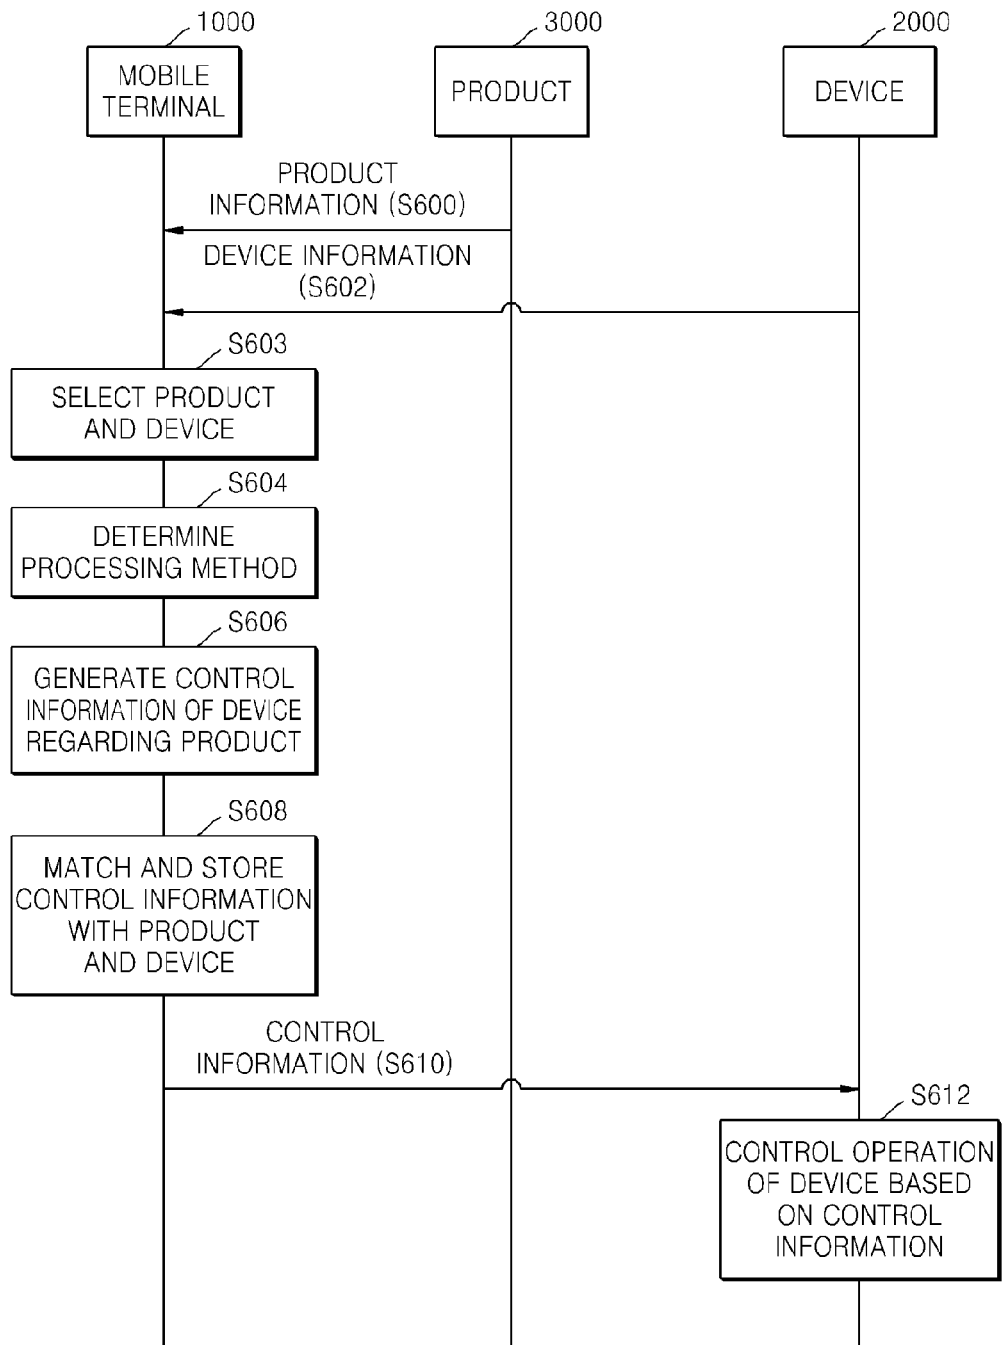 1000
3000
2000
MOBILE
TERMINAL
PRODUCT
DEVICE
PRODUCT
INFORMATION (S600)
DEVICE INFORMATION
(S602)
S603
SELECT PRODUCT
AND DEVICE
S604
DETERMINE
PROCESSING METHOD
S606
GENERATE CONTROL
INFORMATION OF DEVICE
REGARDING PRODUCT
S608
MATCH AND STORE
CONTROL INFORMATION
WITH PRODUCT
AND DEVICE
CONTROL
INFORMATION (S610)
S612
CONTROL OPERATION
OF DEVICE BASED
ON CONTROL
INFORMATION